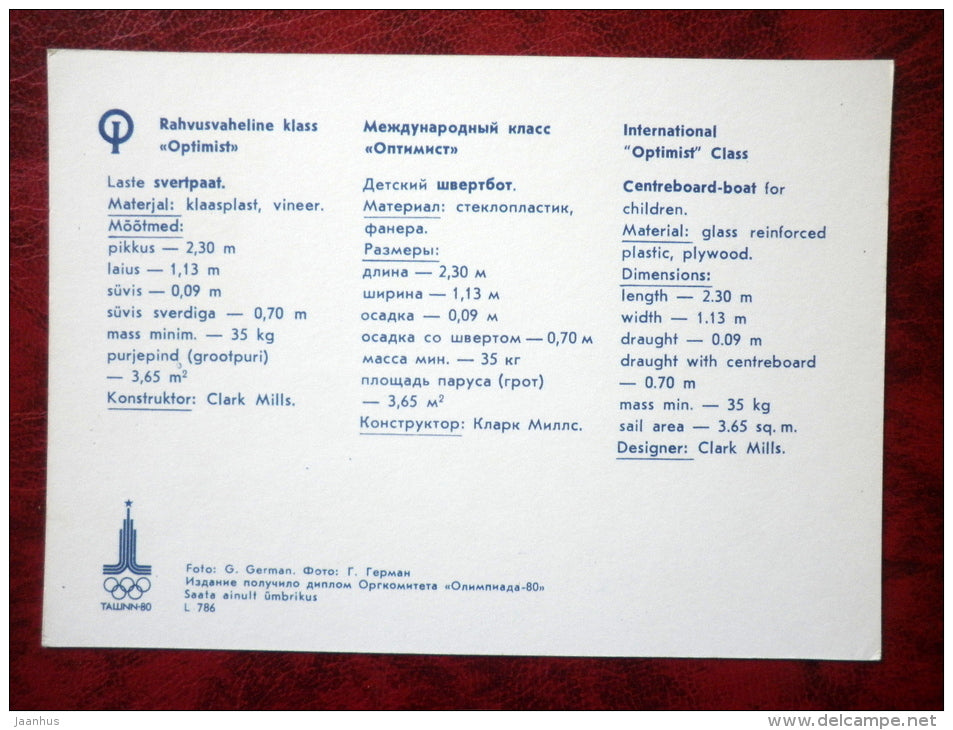 Rahvusvaheline klass
«Optimist»
Laste svertpaat.
Materjal: klaasplast, vineer.
Mõõtmed:
pikkus — 2,30 m
laius — 1,13 m
süvis — 0,09 m
süvis sverdiga — 0,70 m
mass minim. — 35 kg
purjepind (grootpuri)
— 3,65 m²
Konstruktor: Clark Mills.
Международный класс
«Оптимист»
Детский швертбот.
Материал: стеклопластик,
фанера.
Размеры:
длина — 2,30 м
ширина — 1,13 м
осадка — 0,09 м
осадка со швертом — 0,70 м
масса мин. — 35 кг
площадь паруса (грот)
— 3,65 м²
Конструктор: Кларк Миллс.
International
"Optimist" Class
Centreboard-boat for
children.
Material: glass reinforced
plastic, plywood.
Dimensions:
length — 2.30 m
width — 1.13 m
draught — 0.09 m
draught with centreboard
— 0.70 m
mass min. — 35 kg
sail area — 3.65 sq. m.
Designer: Clark Mills.
TALLINN-80
Foto: G. German. Фото: Г. Герман
Издание получило диплом Оргкомитета «Олимпиада-80»
Saata ainult ümbrikus
L 786
Jaanhus
delcampe.net